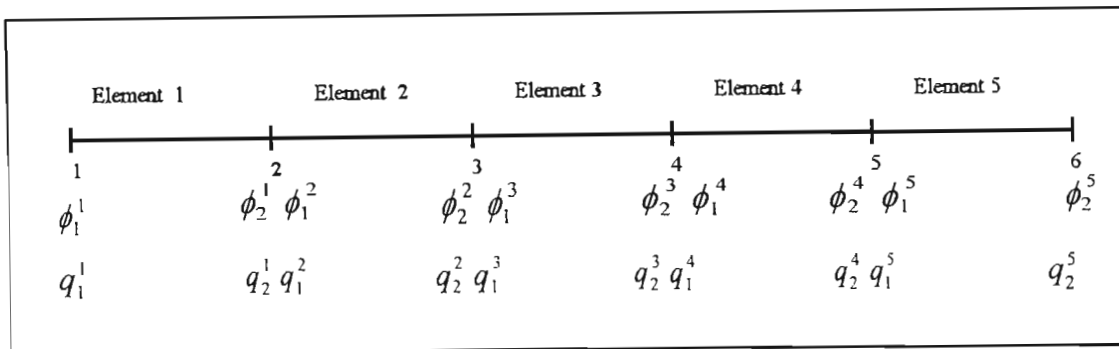 Element 1 Element 2 Element 3 Element 4 Element 5
1 2 3 4 5 6
ϕ₁¹ ϕ₂¹ ϕ₁² ϕ₂² ϕ₁³ ϕ₂³ ϕ₁⁴ ϕ₂⁴ ϕ₁⁵ ϕ₂⁵
q₁¹ q₂¹ q₁² q₂² q₁³ q₂³ q₁⁴ q₂⁴ q₁⁵ q₂⁵